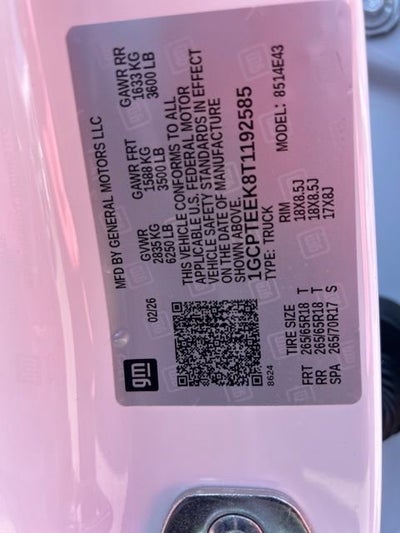 gm
MFD BY GENERAL MOTORS LLC
02/26
GVWR GAWR FRT GAWR RR
2835 KG 1588 KG 1633 KG
6250 LB 3500 LB 3600 LB
THIS VEHICLE CONFORMS TO ALL
APPLICABLE U.S. FEDERAL MOTOR
VEHICLE SAFETY STANDARDS IN EFFECT
ON THE DATE OF MANUFACTURE
SHOWN ABOVE.
1GCPTEEK8T1192585
TYPE: TRUCK MODEL: 8514E43
8624
TIRE SIZE RIM
FRT 265/65R18 T 18X8.5J
RR 265/65R18 T 18X8.5J
SPA 265/70R17 S 17X8J